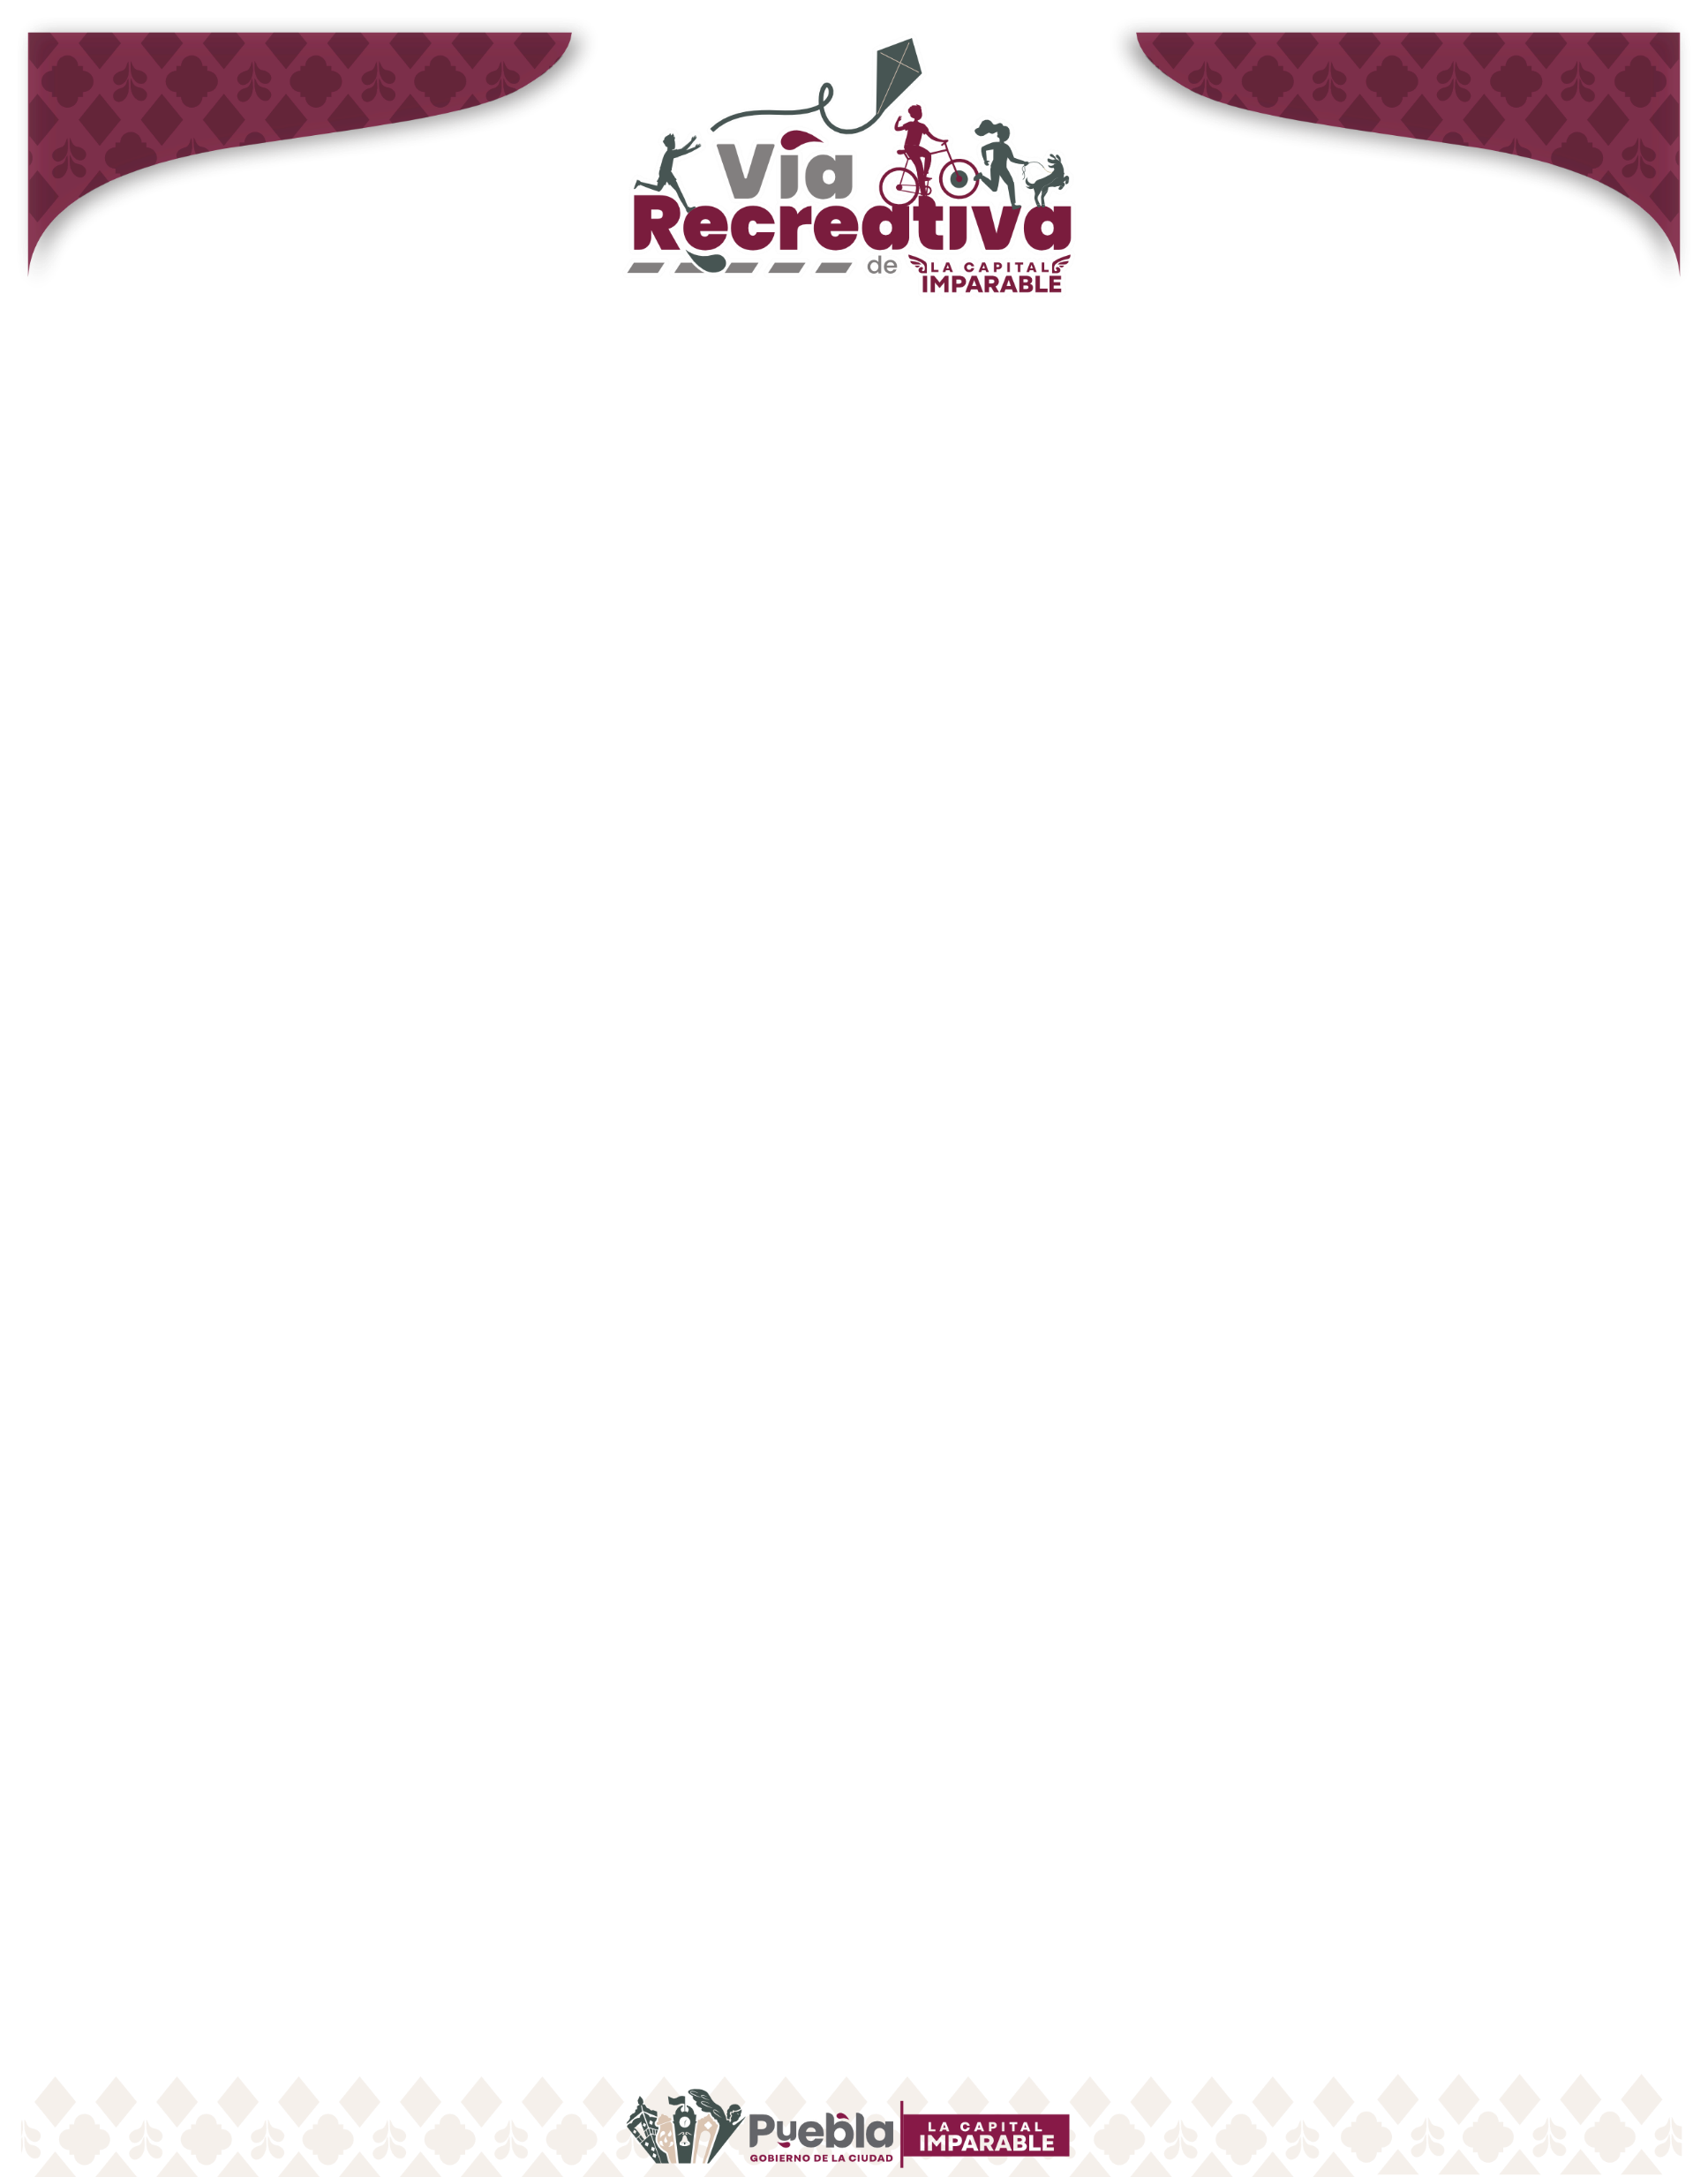 Vía
Recreativa
de LA CAPITAL
IMPARABLE
Puebla
GOBIERNO DE LA CIUDAD
LA CAPITAL
IMPARABLE